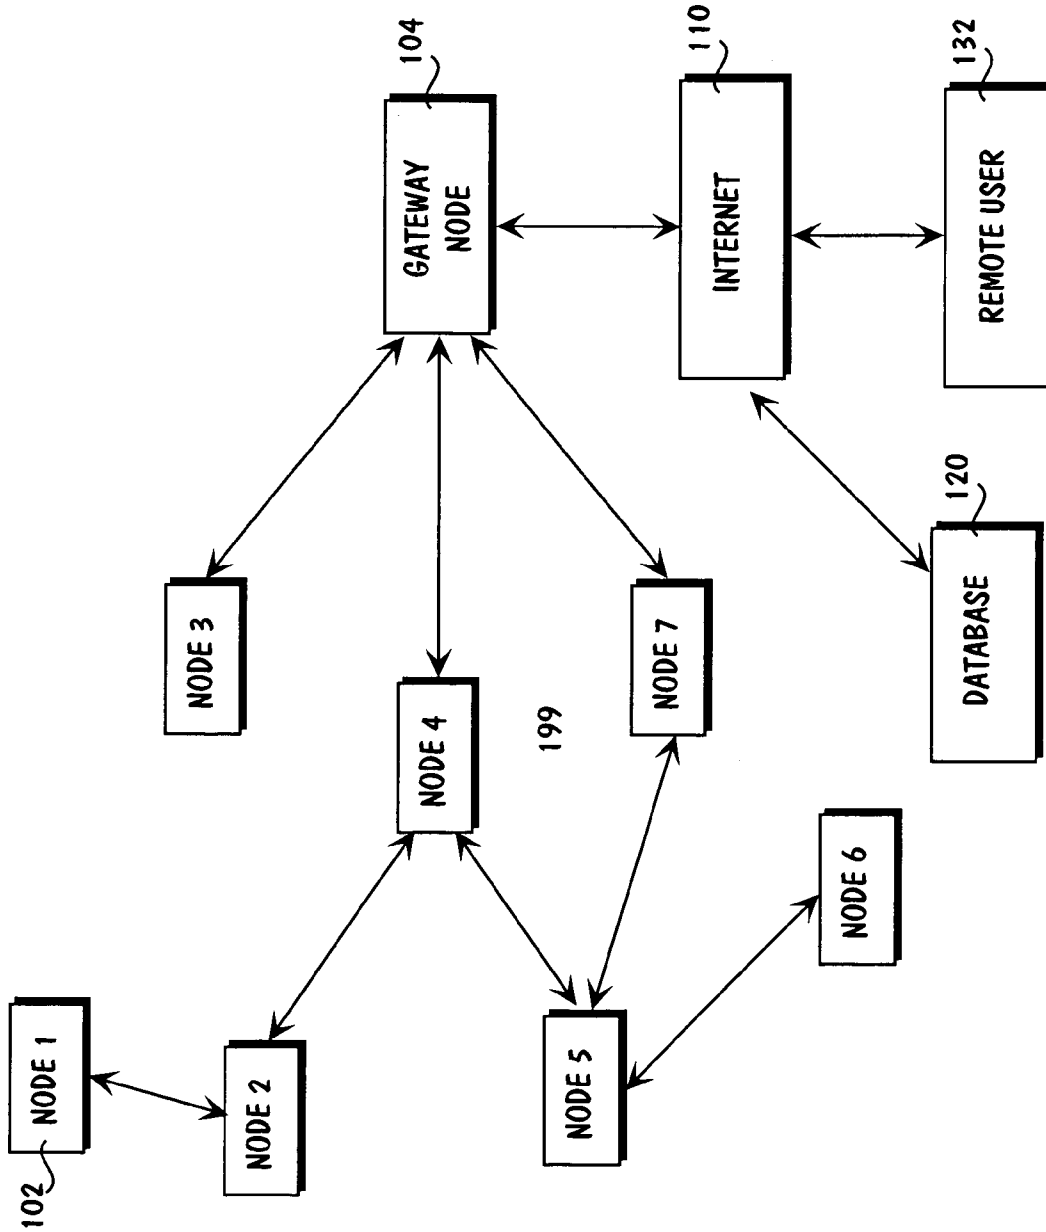 102
NODE 1
NODE 2
NODE 3
NODE 4
199
NODE 5
NODE 6
NODE 7
GATEWAY
NODE
104
INTERNET
110
DATABASE
120
REMOTE USER
132